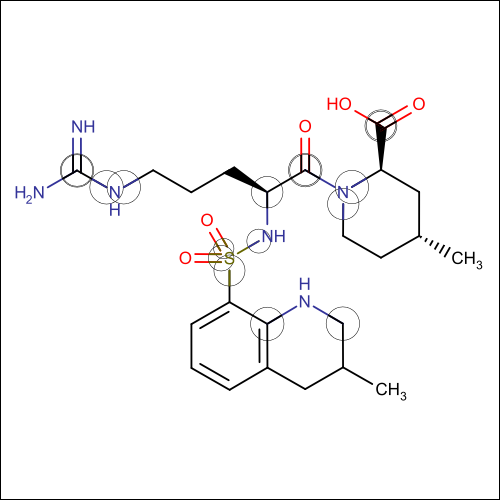 HO O
NH O
H₂N N H N
O NH CH₃
O S
H N
CH₃